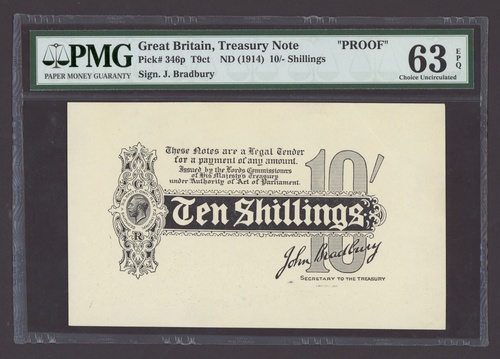 PMG
PAPER MONEY GUARANTY
Great Britain, Treasury Note "PROOF"
Pick# 346p T9ct ND (1914) 10/- Shillings
Sign. J. Bradbury
63 EPQ
Choice Uncirculated
These Notes are a Legal Tender
for a payment of any amount.
Issued by the Lords Commissioners
of His Majesty's Treasury
under Authority of Act of Parliament.
10/
G
Ten Shillings
R
10
John Bradbury
SECRETARY TO THE TREASURY